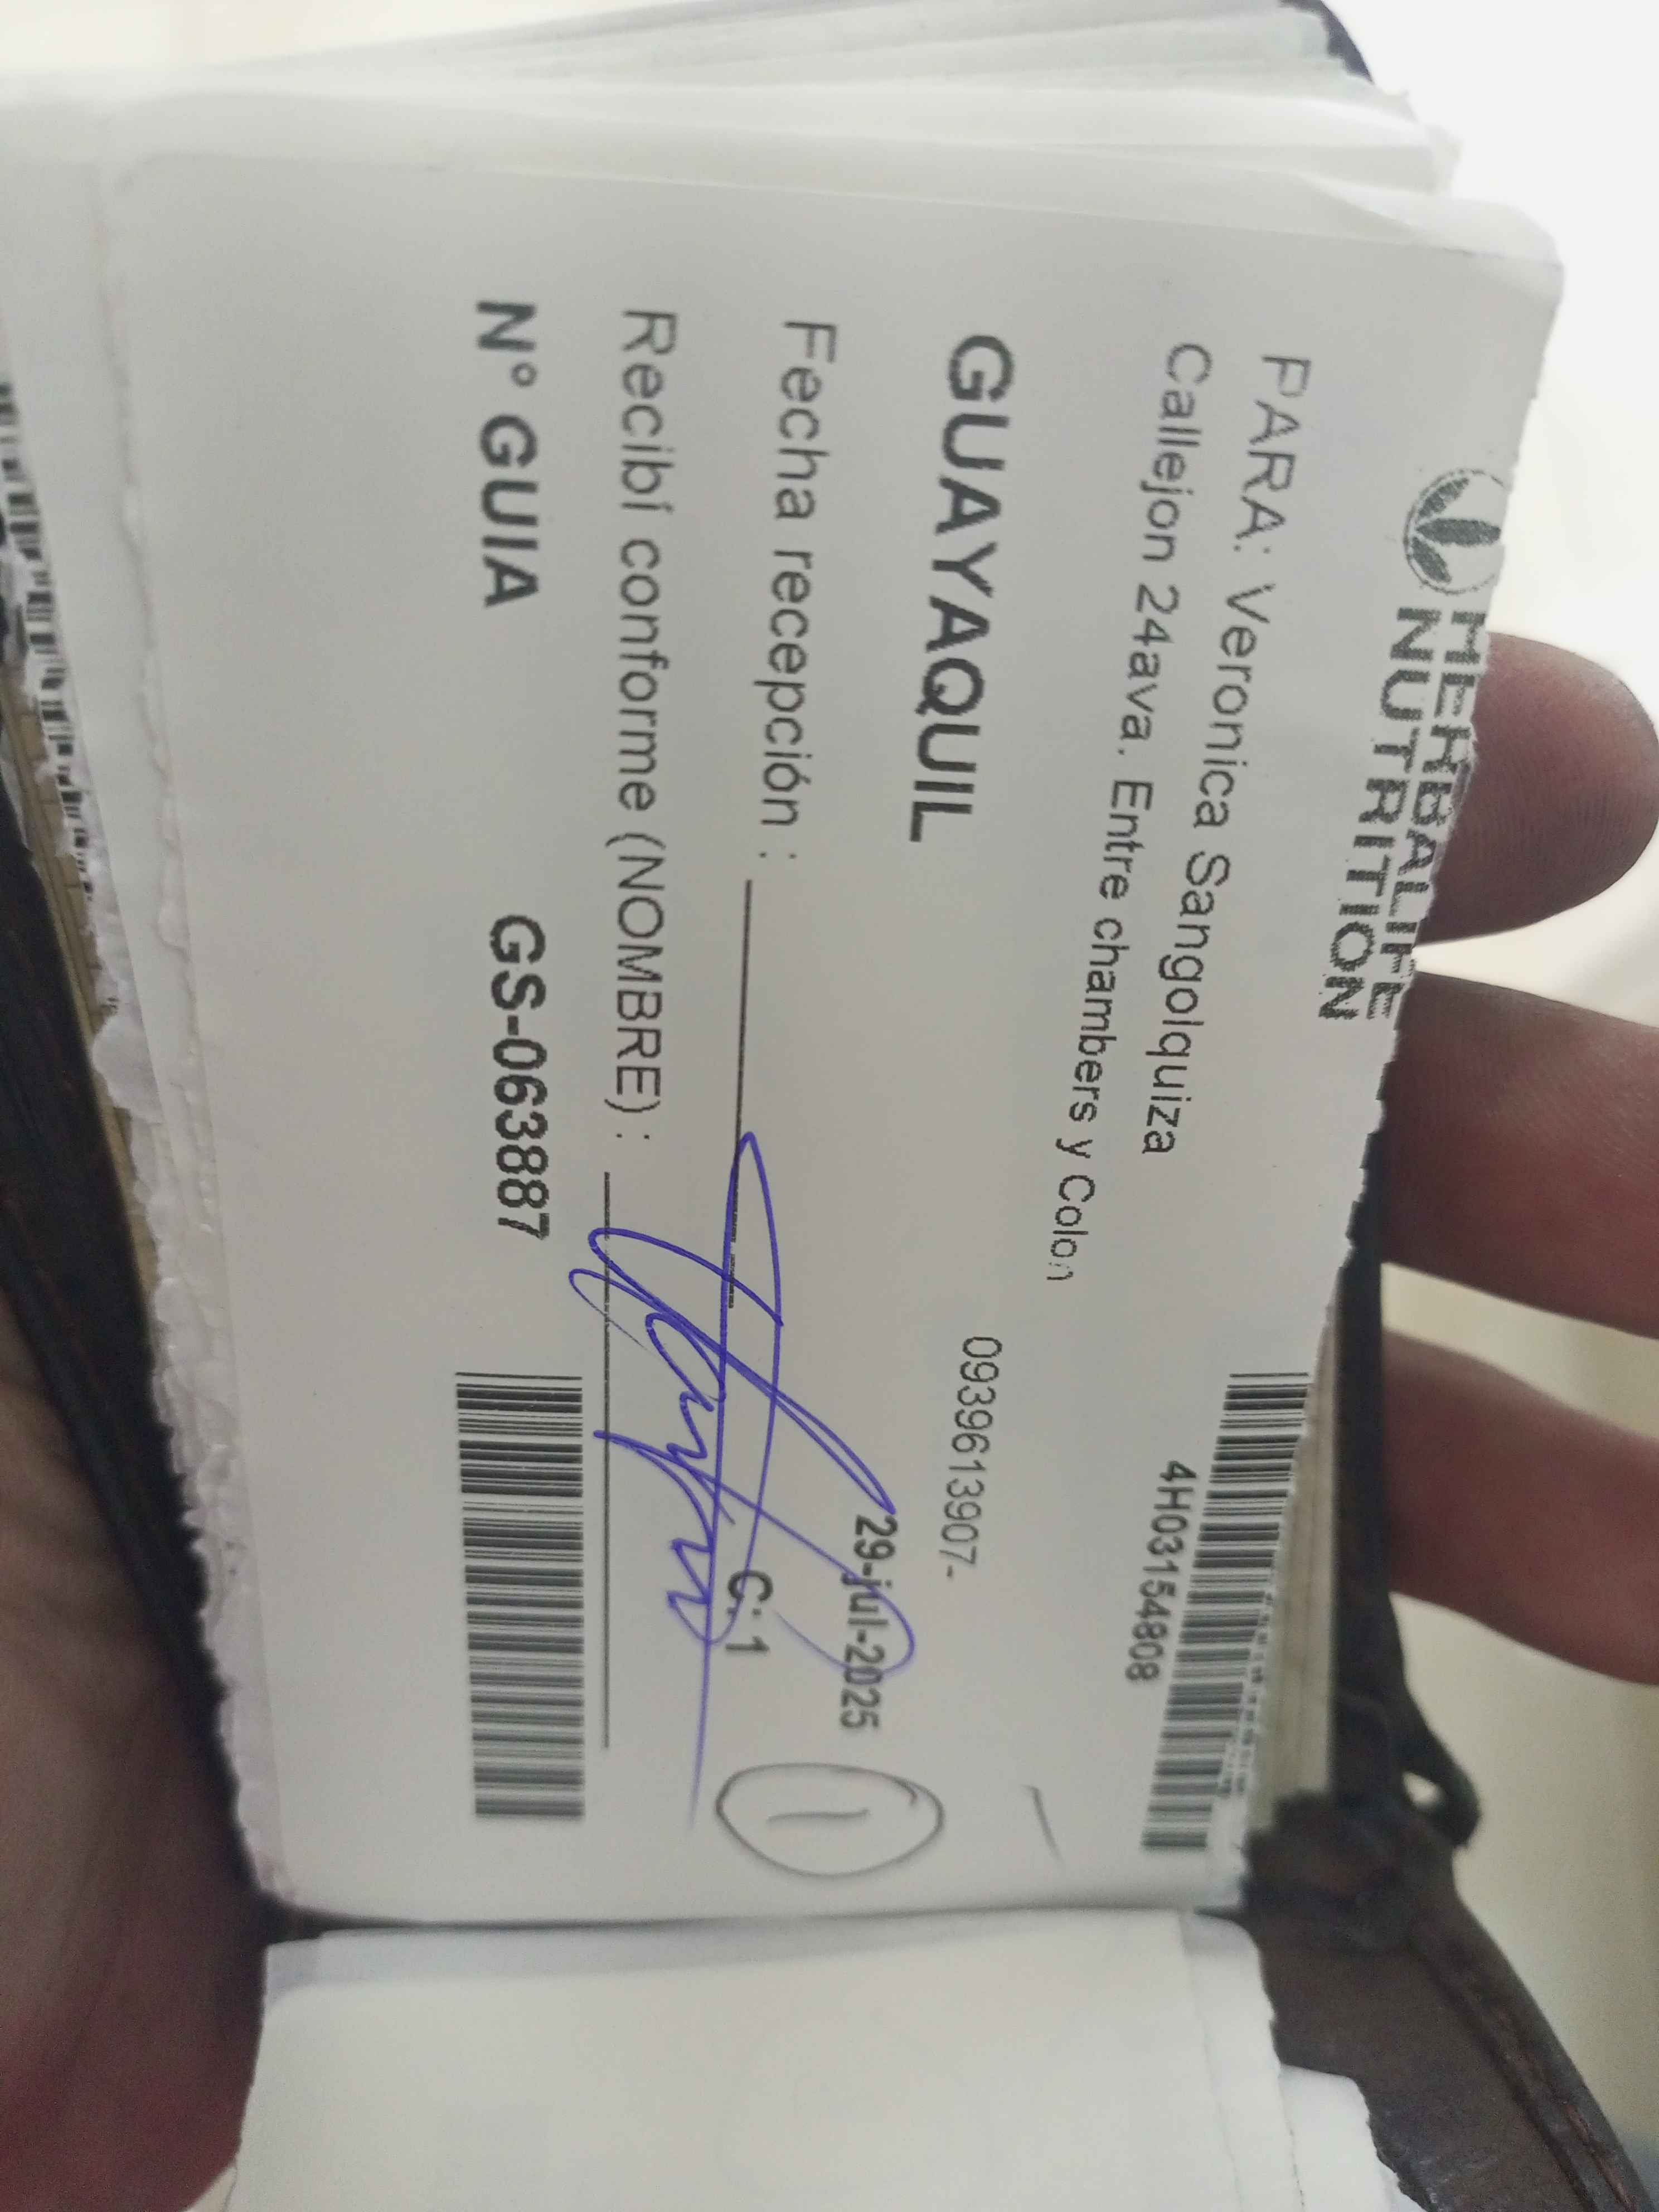 HERBALIFE
NUTRITION
4H03154808
PARA: Veronica Sangolquiza
Callejon 24ava. Entre chambers y Colon
GUAYAQUIL
0939613907-
29-jul-2025
Fecha recepción :
C: 1
1
Recibí conforme (NOMBRE) :
N° GUIA GS-063887